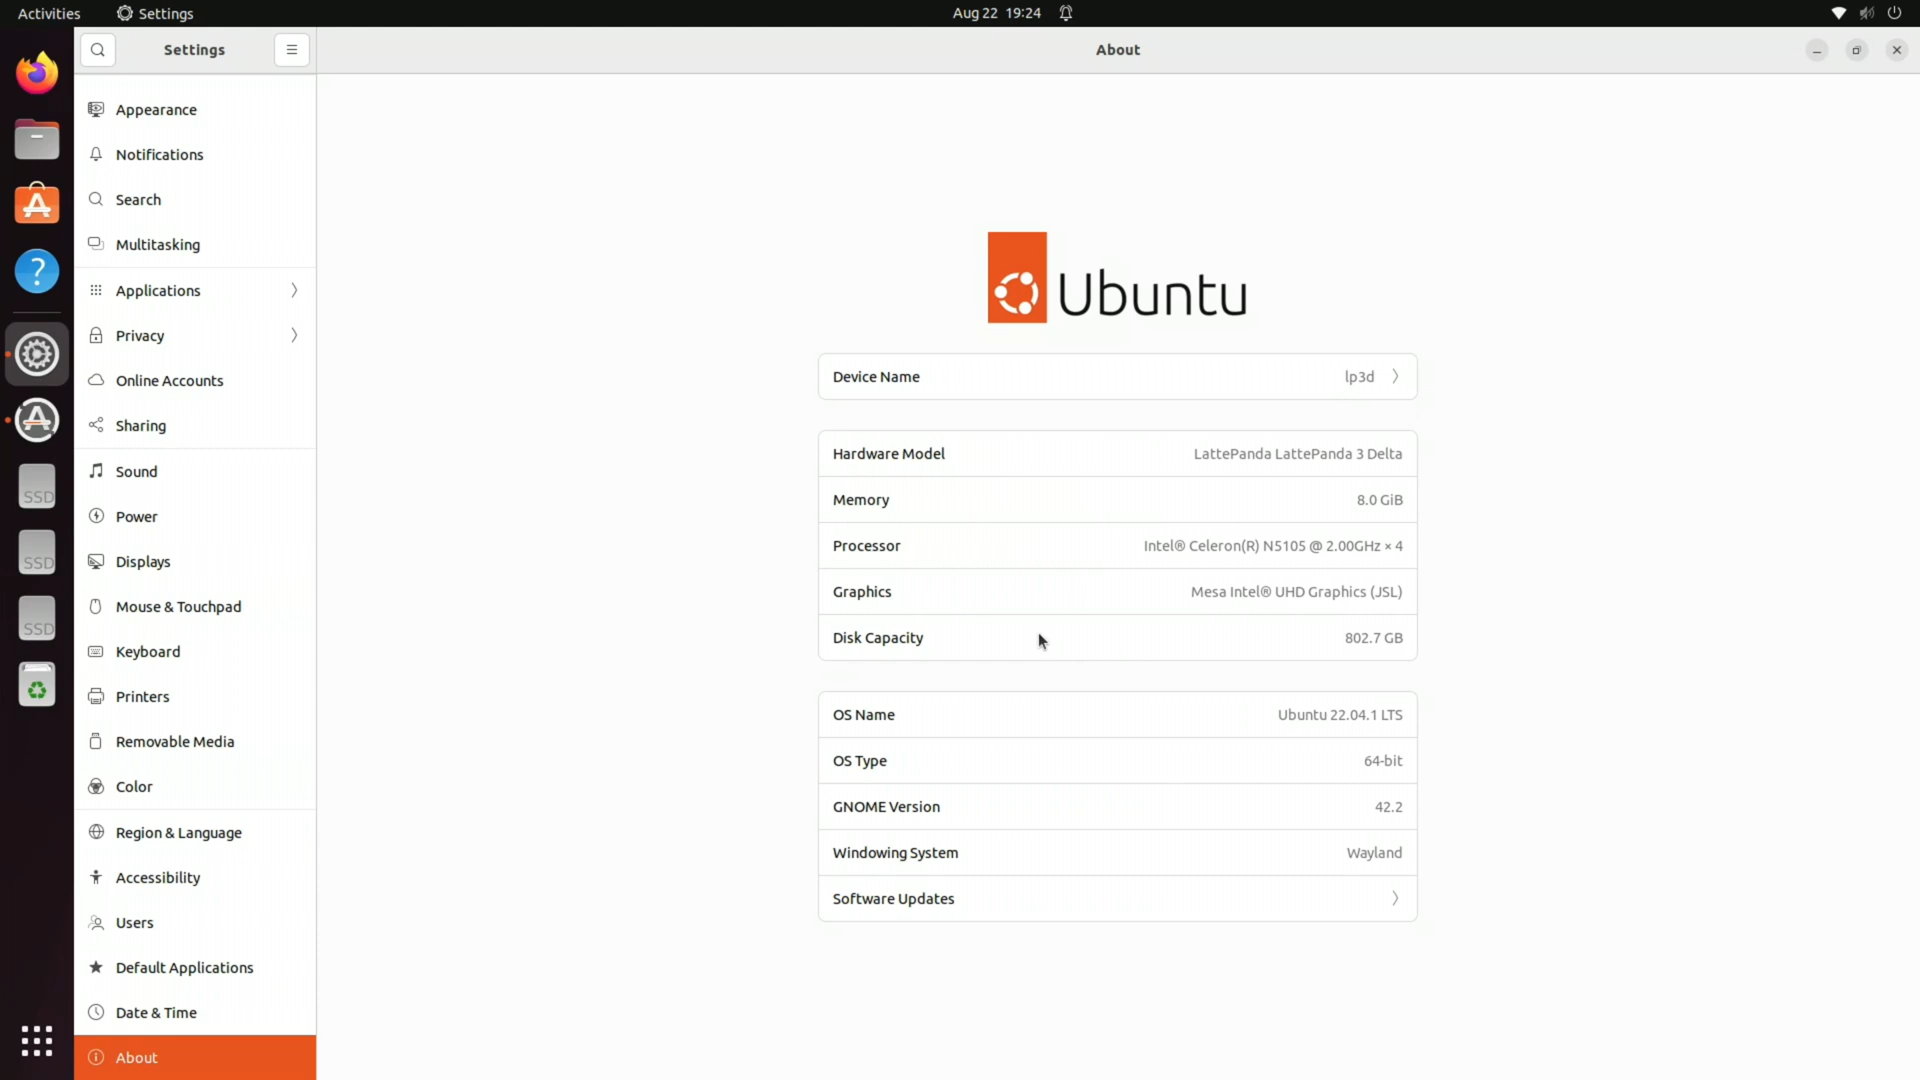 Activities Settings Aug 22 19:24
Settings About
Appearance
Notifications
Search
Multitasking
Applications
Privacy
Online Accounts
Sharing
Sound
Power
Displays
Mouse & Touchpad
Keyboard
Printers
Removable Media
Color
Region & Language
Accessibility
Users
Default Applications
Date & Time
About
SSD
SSD
SSD
Ubuntu
Device Name lp3d
Hardware Model LattePanda LattePanda 3 Delta
Memory 8.0 GiB
Processor Intel® Celeron(R) N5105 @ 2.00GHz × 4
Graphics Mesa Intel® UHD Graphics (JSL)
Disk Capacity 802.7 GB
OS Name Ubuntu 22.04.1 LTS
OS Type 64-bit
GNOME Version 42.2
Windowing System Wayland
Software Updates